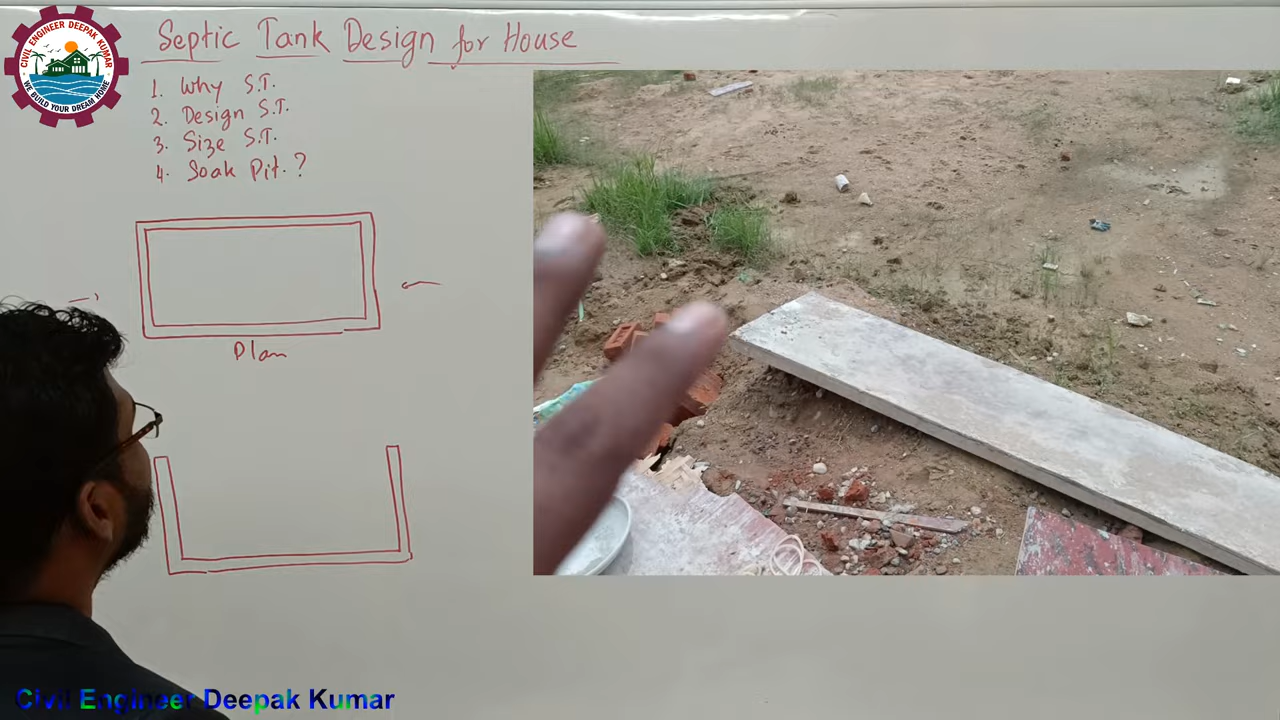 CIVIL ENGINEER DEEPAK KUMAR
WE BUILD YOUR DREAM HOME
Septic Tank Design for House
1. Why S.T.
2. Design S.T.
3. Size S.T.
4. Soak Pit. ?
Plan
Civil Engineer Deepak Kumar